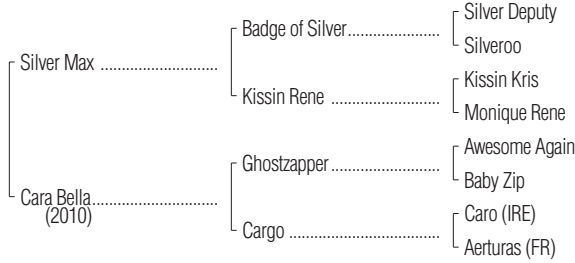 Silver Deputy
Badge of Silver
Silveroo
Silver Max
Kissin Kris
Kissin Rene
Monique Rene
Awesome Again
Ghostzapper
Baby Zip
Cara Bella
(2010)
Caro (IRE)
Cargo
Aerturas (FR)